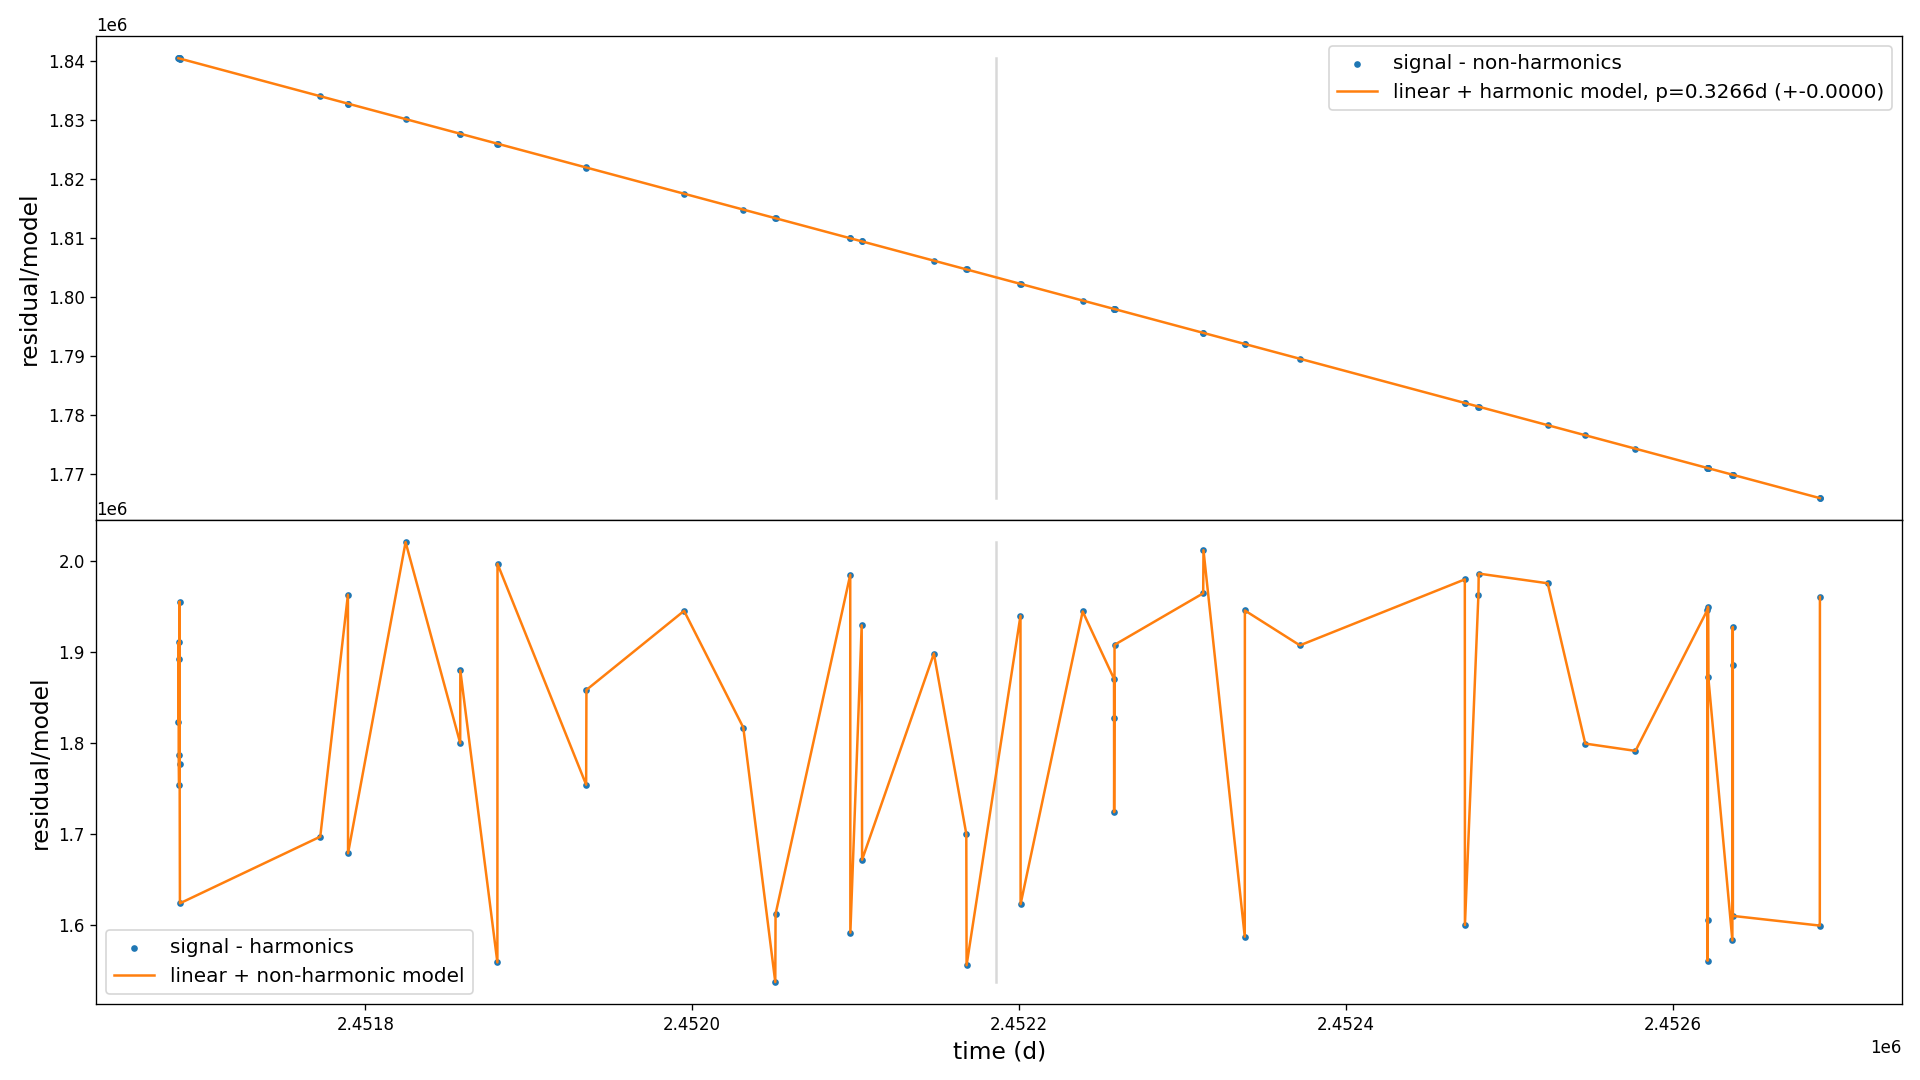 1e6
1.84
1.83
1.82
1.81
1.80
1.79
1.78
1.77
residual/model
signal - non-harmonics
linear + harmonic model, p=0.3266d (+-0.0000)
1e6
2.0
1.9
1.8
1.7
1.6
residual/model
signal - harmonics
linear + non-harmonic model
2.4518 2.4520 2.4522 2.4524 2.4526
time (d)
1e6